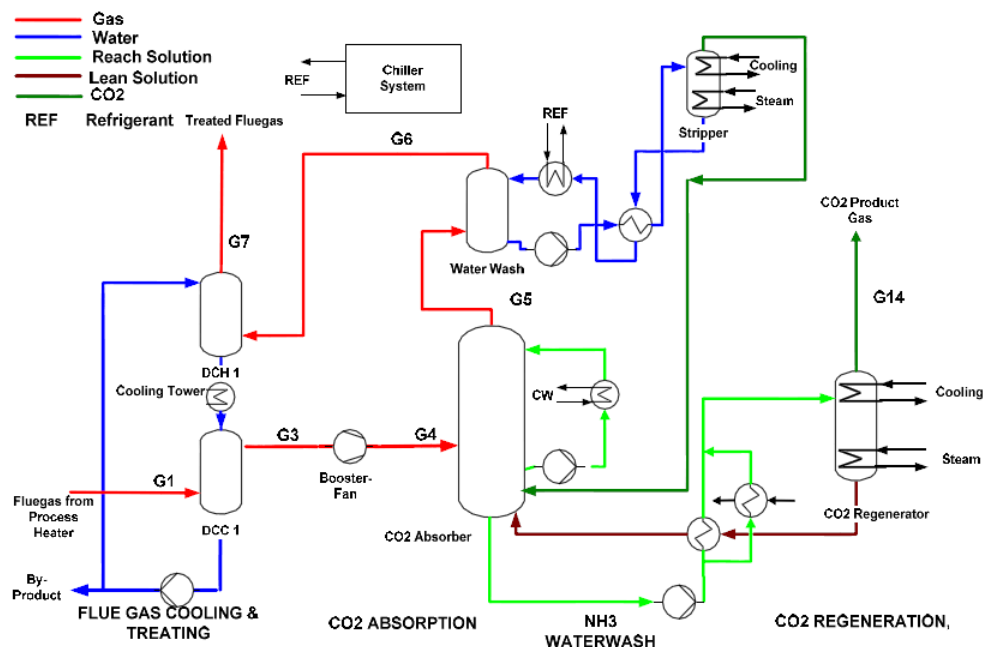 Gas
Water
Reach Solution
Lean Solution
CO2
REF Refrigerant
Treated Fluegas
REF
Chiller
System
Cooling
Steam
Stripper
REF
G6
G7
Water Wash
G5
CO2 Product
Gas
G14
DCH 1
Cooling Tower
CW
Cooling
Steam
G3
G4
Booster-
Fan
G1
Fluegas from
Process
Heater
DCC 1
CO2 Absorber
CO2 Regenerator
By-
Product
FLUE GAS COOLING &
TREATING
CO2 ABSORPTION
NH3
WATERWASH
CO2 REGENERATION,